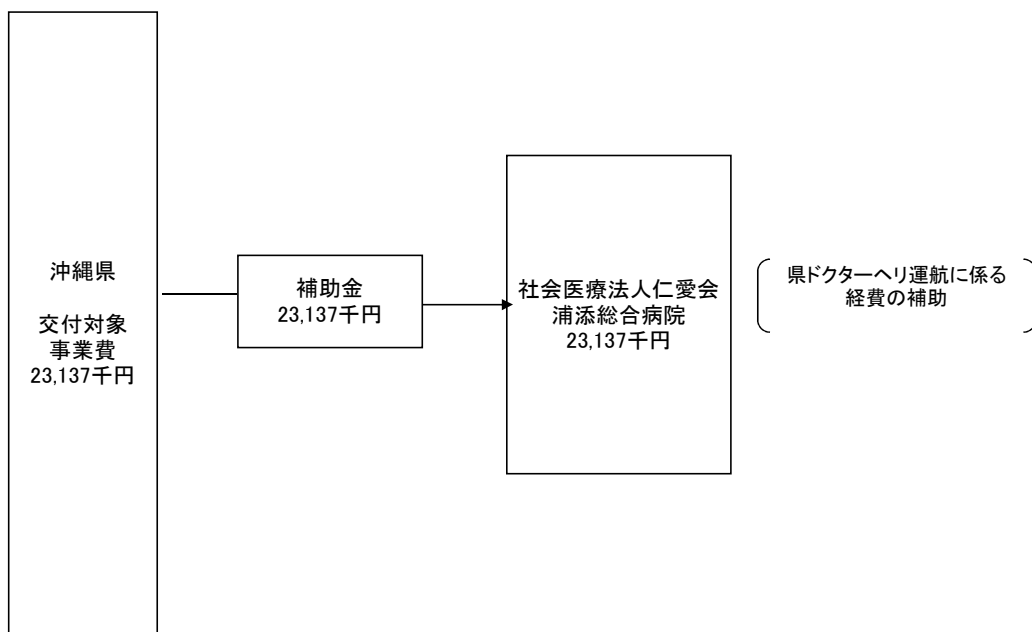 沖縄県
交付対象
事業費
23,137千円
補助金
23,137千円
社会医療法人仁愛会
浦添総合病院
23,137千円
県ドクターヘリ運航に係る
経費の補助